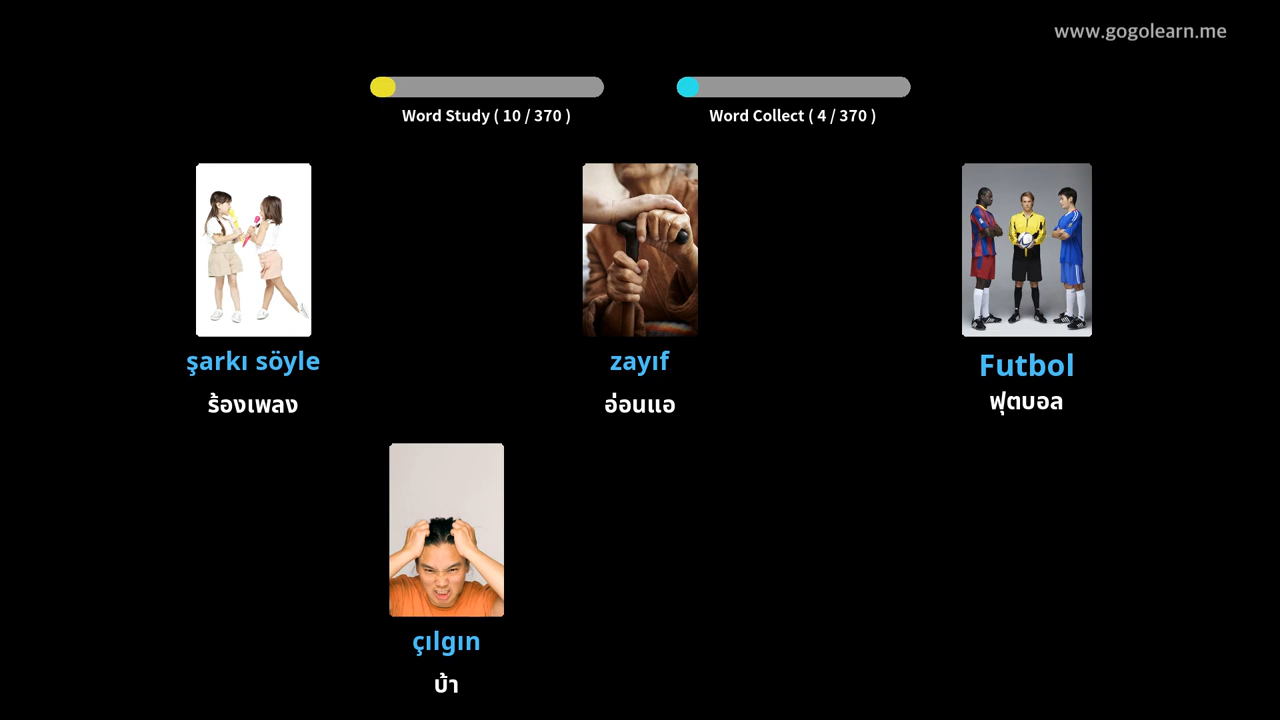 www.gogolearn.me
Word Study ( 10 / 370 )
Word Collect ( 4 / 370 )
şarkı söyle
ร้องเพลง
zayıf
อ่อนแอ
Futbol
ฟุตบอล
çılgın
บ้า